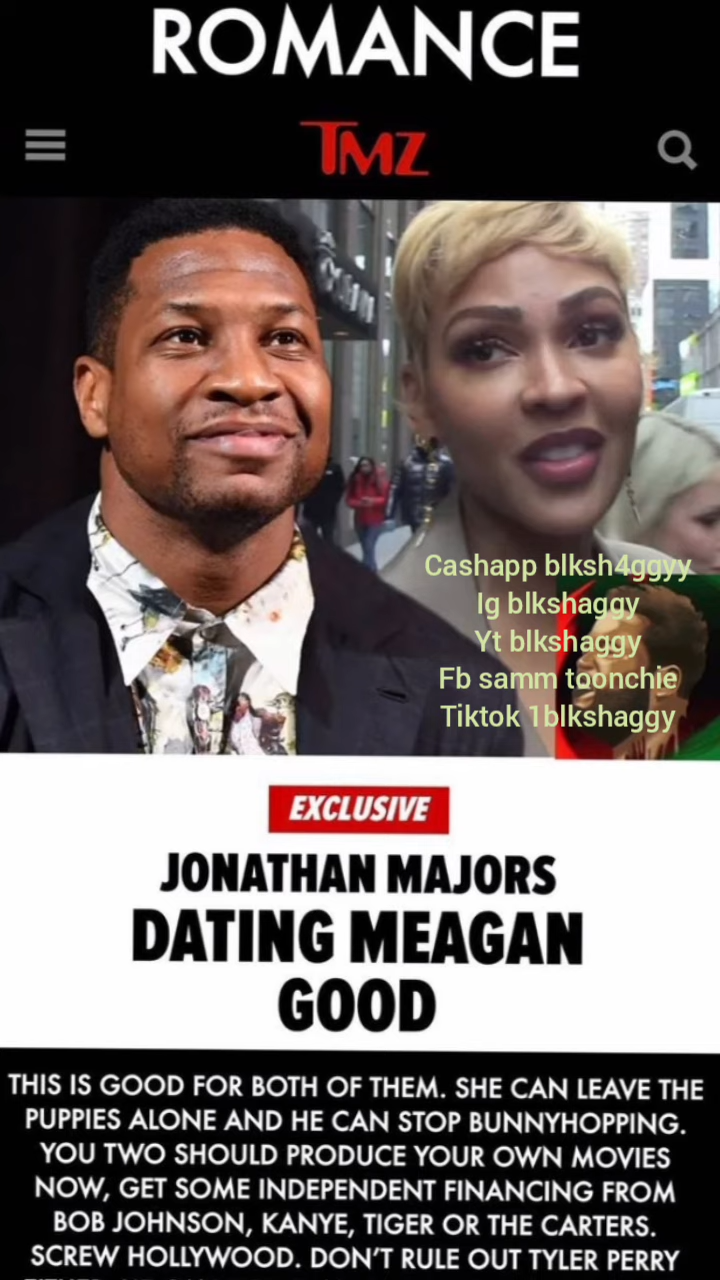 ROMANCE
TMZ
Cashapp blksh4ggyy
Ig blkshaggy
Yt blkshaggy
Fb samm toonchie
Tiktok 1blkshaggy
EXCLUSIVE
JONATHAN MAJORS
DATING MEAGAN
GOOD
THIS IS GOOD FOR BOTH OF THEM. SHE CAN LEAVE THE
PUPPIES ALONE AND HE CAN STOP BUNNYHOPPING.
YOU TWO SHOULD PRODUCE YOUR OWN MOVIES
NOW, GET SOME INDEPENDENT FINANCING FROM
BOB JOHNSON, KANYE, TIGER OR THE CARTERS.
SCREW HOLLYWOOD. DON'T RULE OUT TYLER PERRY